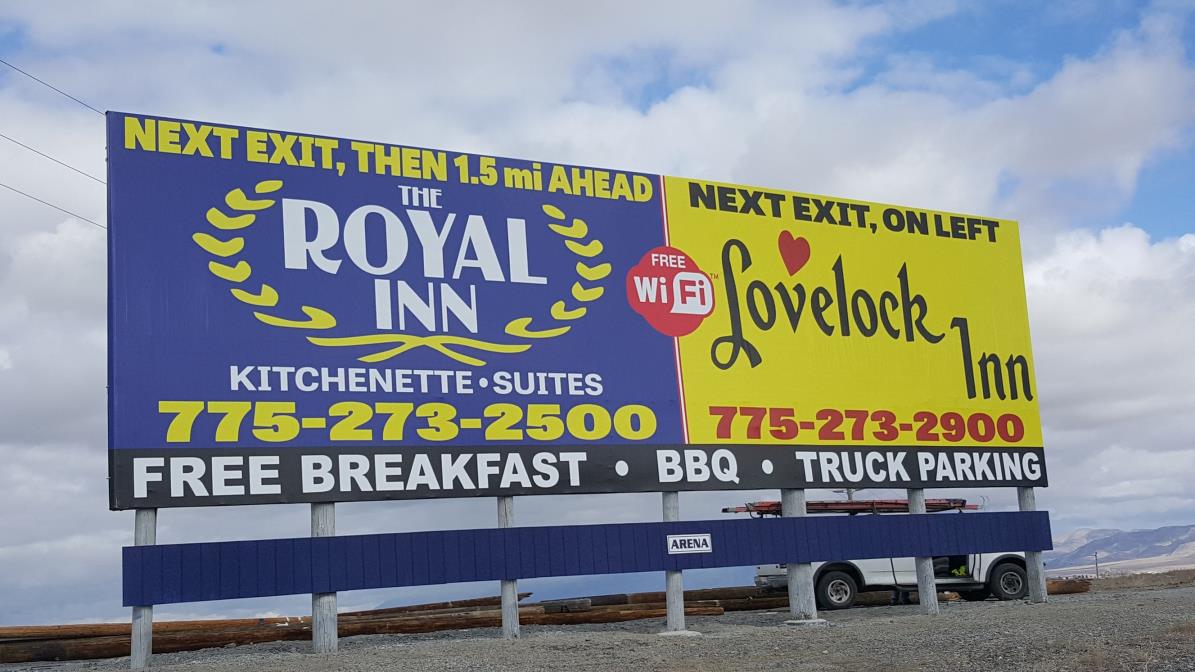 NEXT EXIT, THEN 1.5 mi AHEAD
THE
ROYAL
INN
KITCHENETTE • SUITES
775-273-2500
FREE
WiFi™
NEXT EXIT, ON LEFT
Lovelock
Inn
775-273-2900
FREE BREAKFAST • BBQ • TRUCK PARKING
ARENA